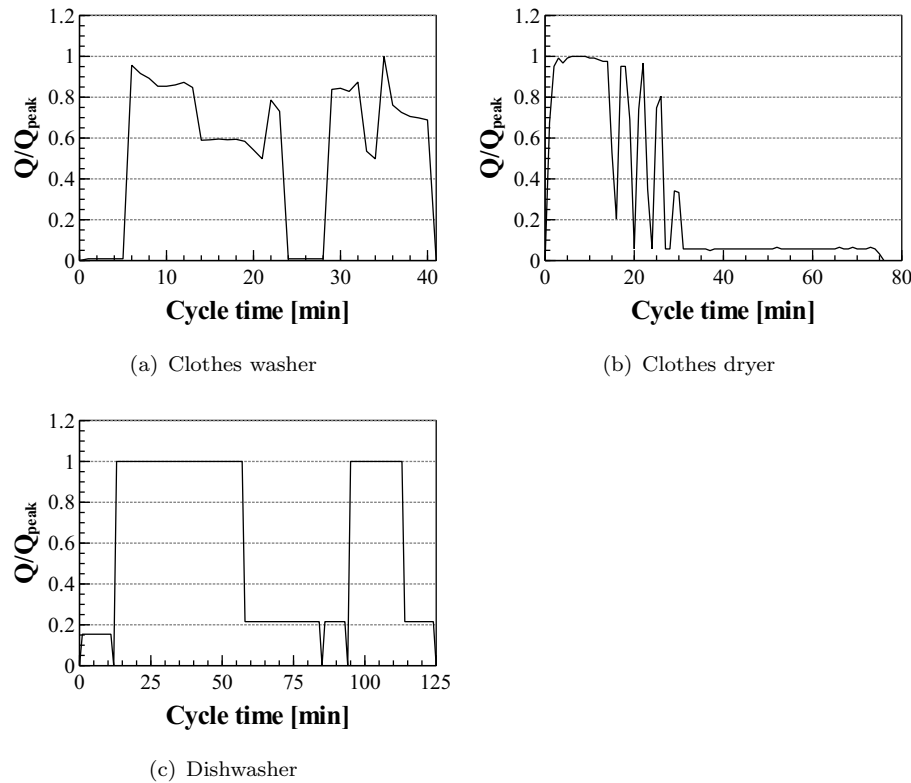 1.2
1
0.8
0.6
0.4
0.2
0
Q/Qpeak
0 10 20 30 40
Cycle time [min]
(a) Clothes washer
1.2
1
0.8
0.6
0.4
0.2
0
Q/Qpeak
0 20 40 60 80
Cycle time [min]
(b) Clothes dryer
1.2
1
0.8
0.6
0.4
0.2
0
Q/Qpeak
0 25 50 75 100 125
Cycle time [min]
(c) Dishwasher